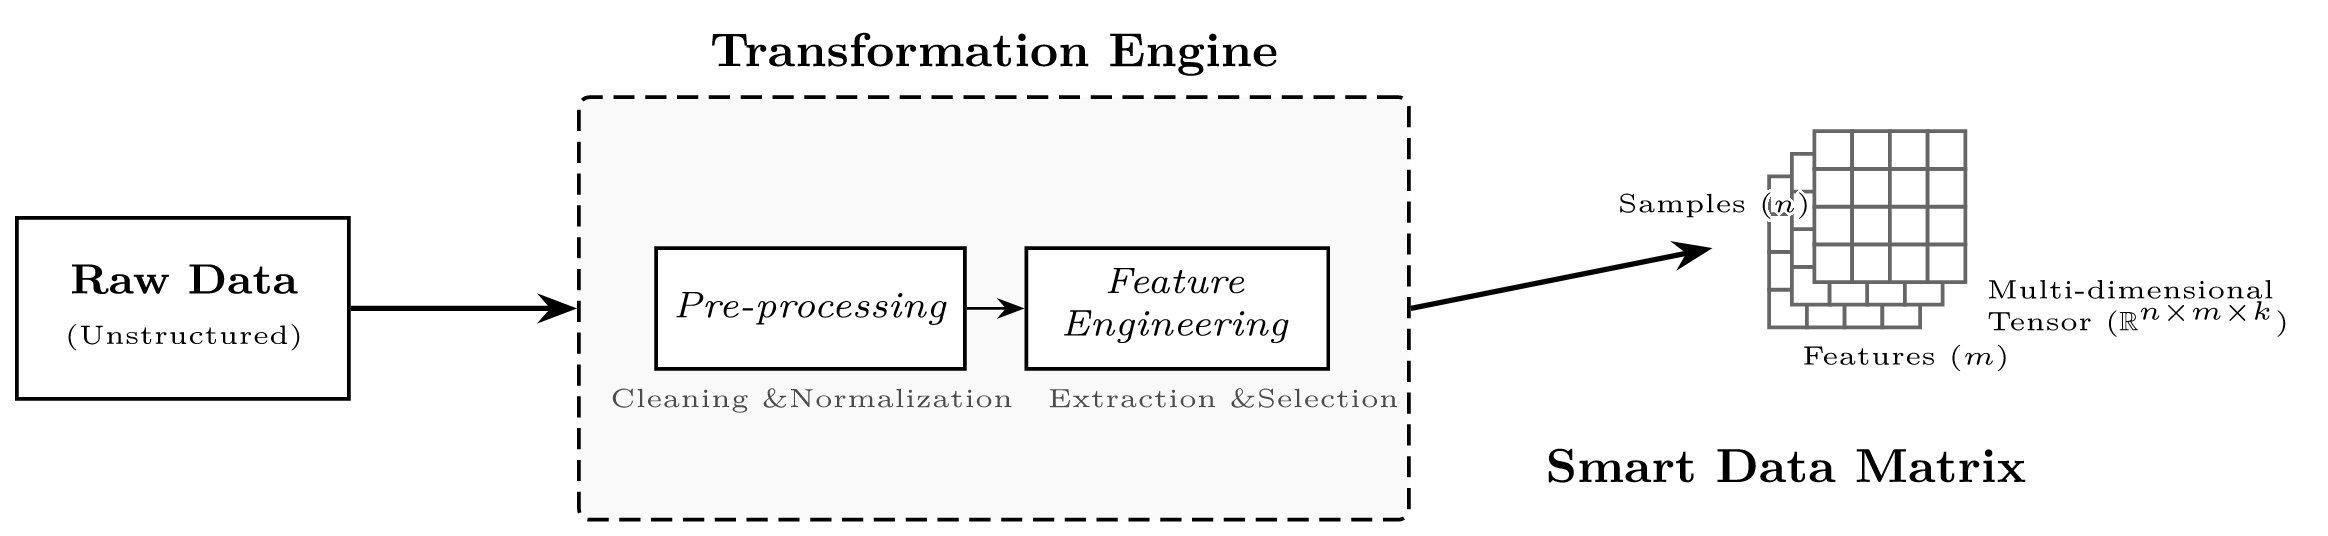 Transformation Engine
Raw Data
(Unstructured)
Pre-processing
Feature
Engineering
Cleaning &Normalization
Extraction &Selection
Samples (n)
Multi-dimensional
Tensor (ℝ^{n×m×k})
Features (m)
Smart Data Matrix